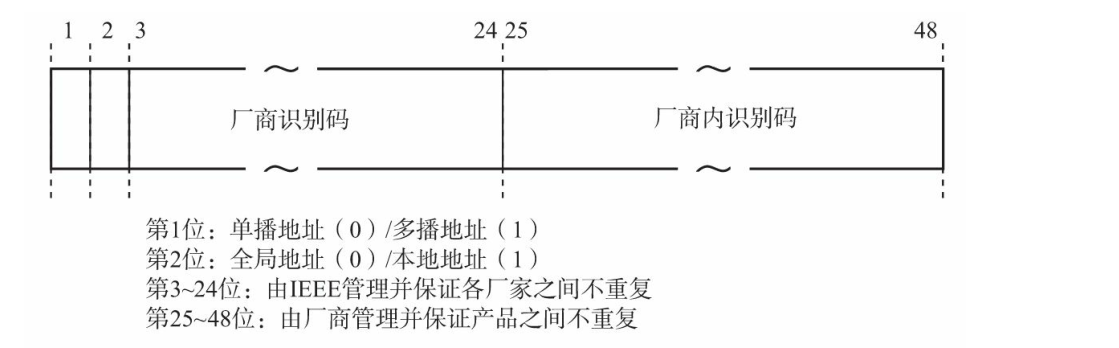 1 2 3 24 25 48
厂商识别码 厂商内识别码
第1位：单播地址（0）/多播地址（1）
第2位：全局地址（0）/本地地址（1）
第3~24位：由IEEE管理并保证各厂家之间不重复
第25~48位：由厂商管理并保证产品之间不重复